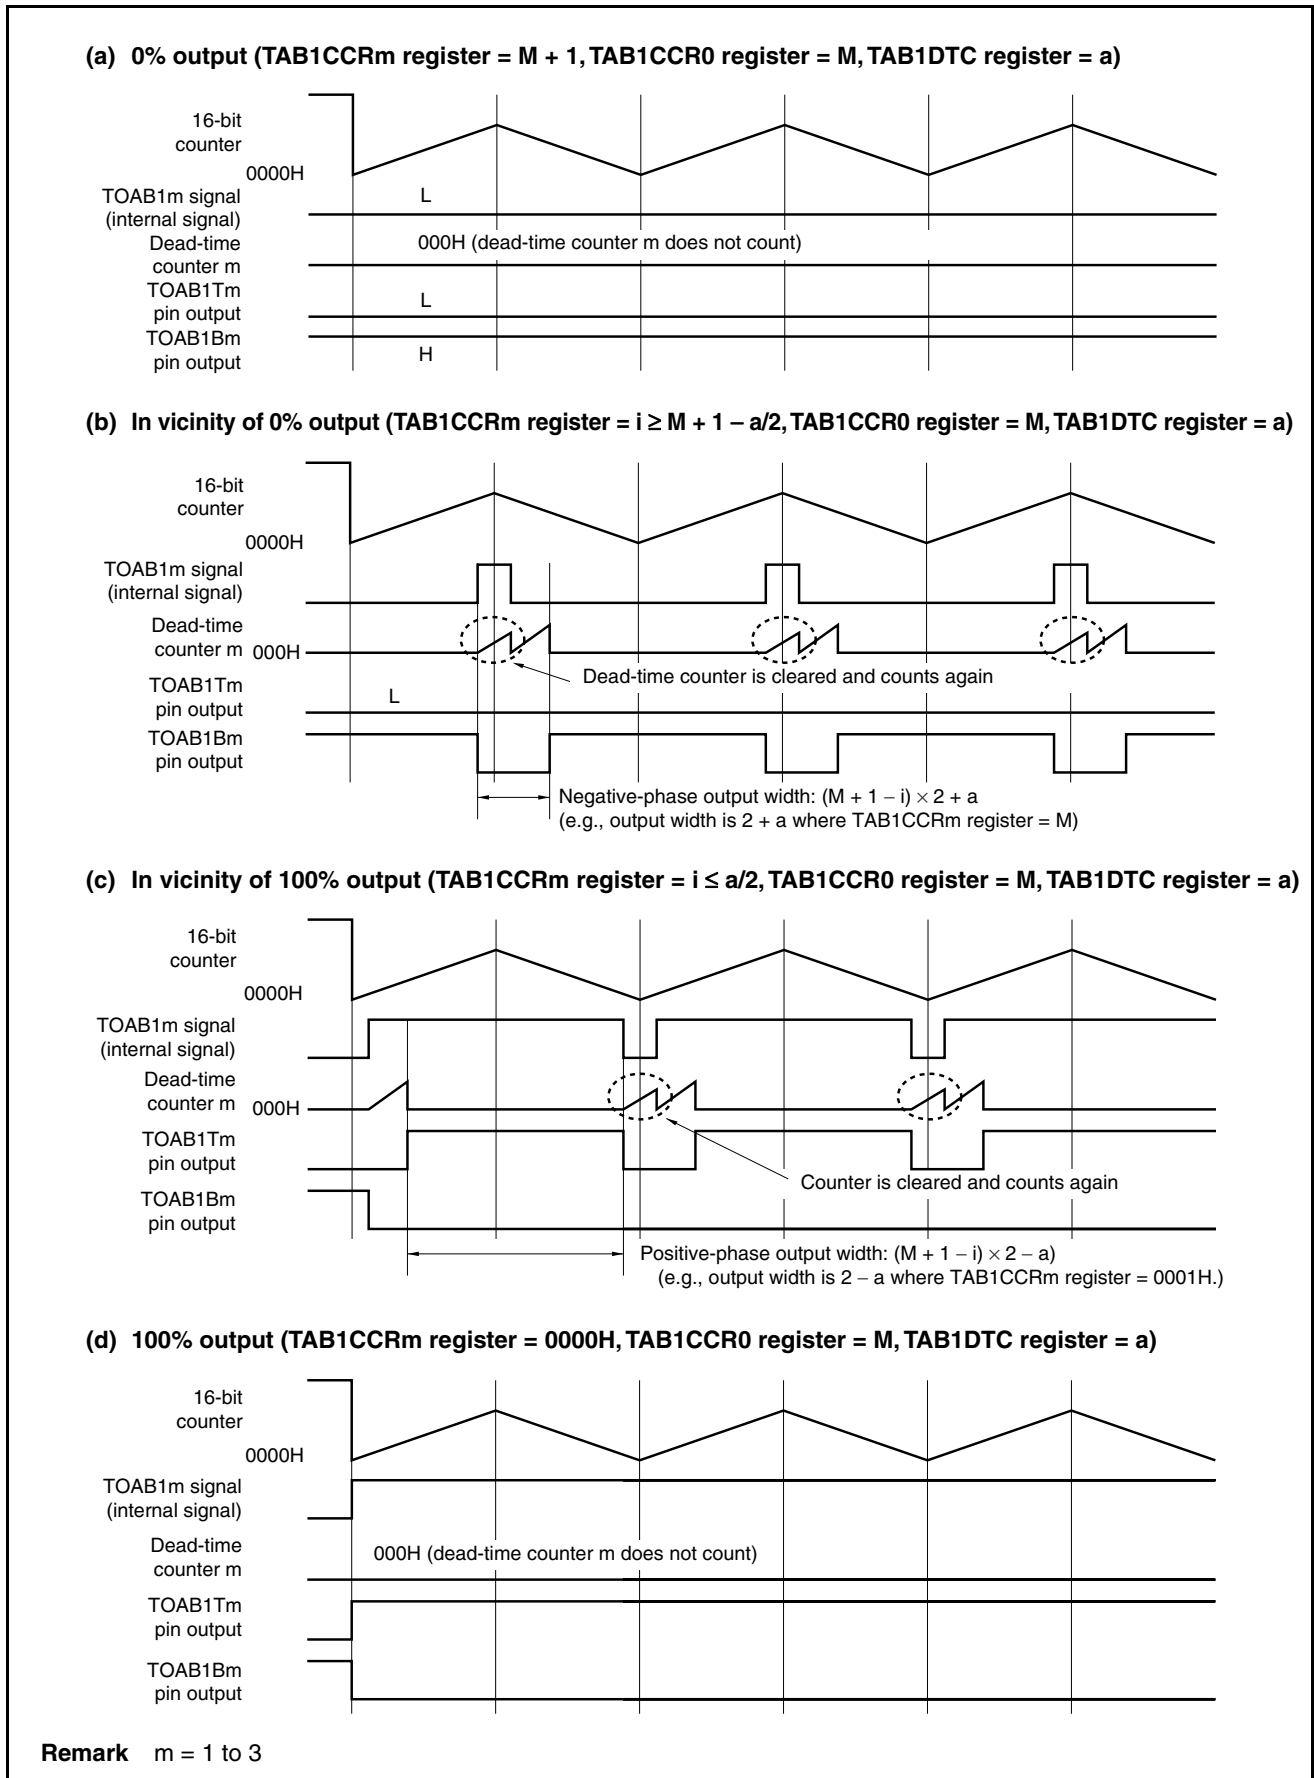 (a) 0% output (TAB1CCRm register = M + 1, TAB1CCR0 register = M, TAB1DTC register = a)
16-bit
counter
0000H
TOAB1m signal
(internal signal)
L
Dead-time
counter m
000H (dead-time counter m does not count)
TOAB1Tm
pin output
L
TOAB1Bm
pin output
H
(b) In vicinity of 0% output (TAB1CCRm register = i ≥ M + 1 – a/2, TAB1CCR0 register = M, TAB1DTC register = a)
16-bit
counter
0000H
TOAB1m signal
(internal signal)
Dead-time
counter m
000H
Dead-time counter is cleared and counts again
TOAB1Tm
pin output
L
TOAB1Bm
pin output
Negative-phase output width: (M + 1 – i) × 2 + a
(e.g., output width is 2 + a where TAB1CCRm register = M)
(c) In vicinity of 100% output (TAB1CCRm register = i ≤ a/2, TAB1CCR0 register = M, TAB1DTC register = a)
16-bit
counter
0000H
TOAB1m signal
(internal signal)
Dead-time
counter m
000H
TOAB1Tm
pin output
Counter is cleared and counts again
TOAB1Bm
pin output
Positive-phase output width: (M + 1 – i) × 2 – a)
(e.g., output width is 2 – a where TAB1CCRm register = 0001H.)
(d) 100% output (TAB1CCRm register = 0000H, TAB1CCR0 register = M, TAB1DTC register = a)
16-bit
counter
0000H
TOAB1m signal
(internal signal)
Dead-time
counter m
000H (dead-time counter m does not count)
TOAB1Tm
pin output
TOAB1Bm
pin output
Remark m = 1 to 3